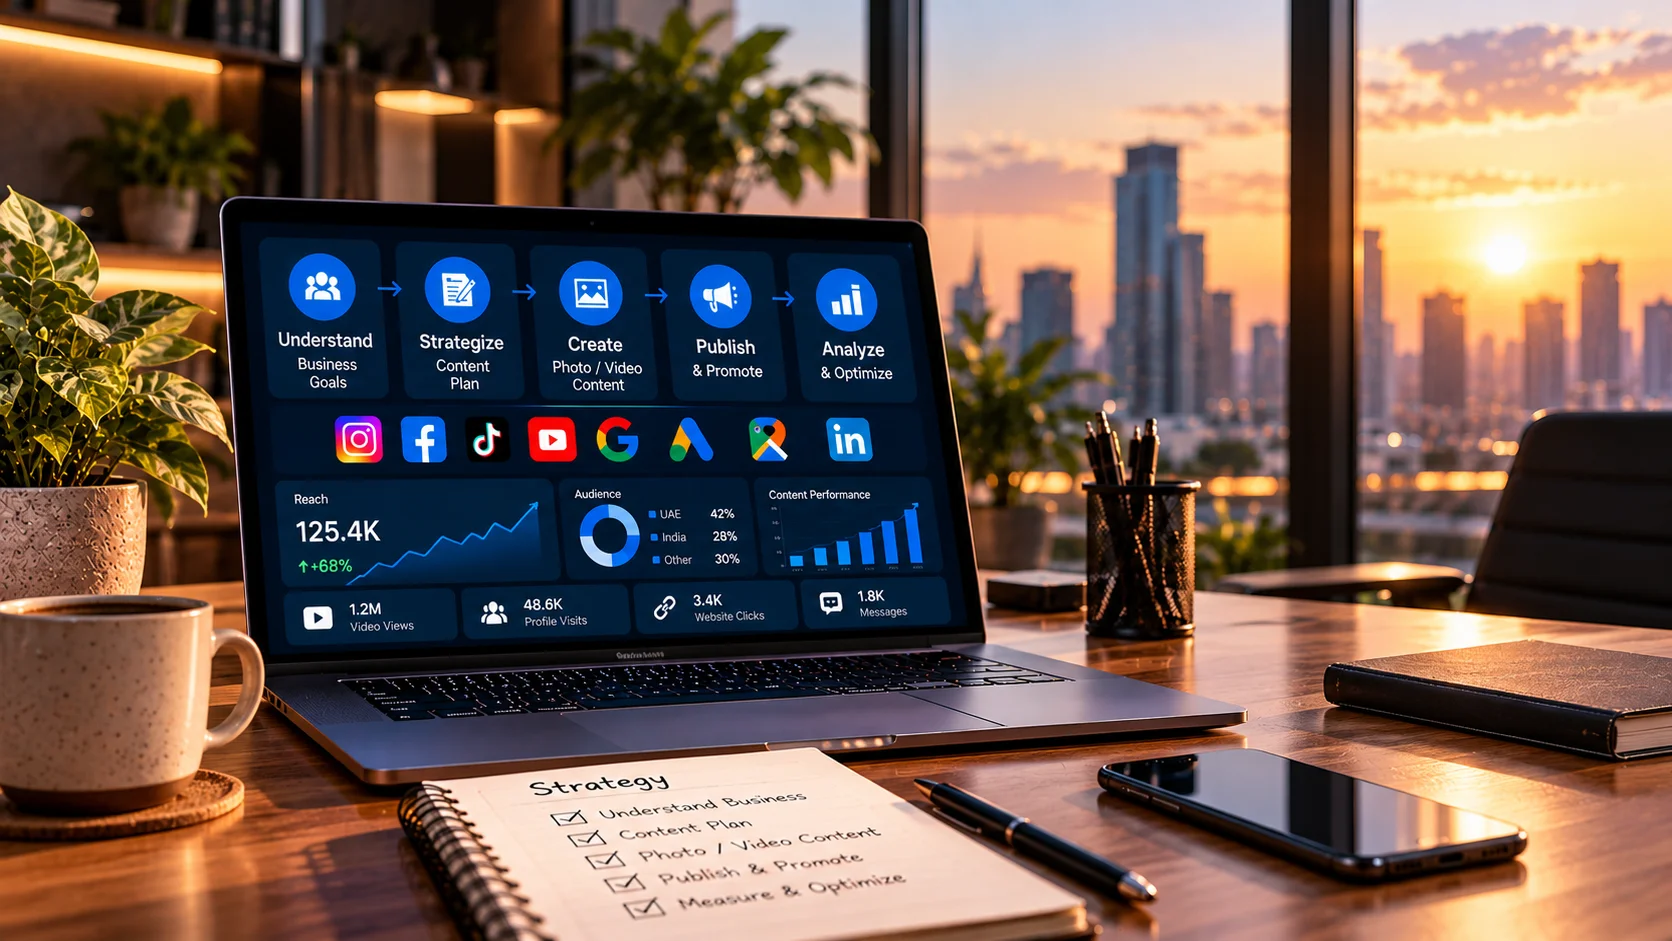 Understand
Business
Goals
Strategize
Content
Plan
Create
Photo / Video
Content
Publish
& Promote
Analyze
& Optimize
in
Reach
125.4K
↑+68%
Audience
UAE 42%
India 28%
Other 30%
Content Performance
1.2M
Video Views
48.6K
Profile Visits
3.4K
Website Clicks
1.8K
Messages
Strategy
Understand Business
Content Plan
Photo / Video Content
Publish & Promote
Measure & Optimize